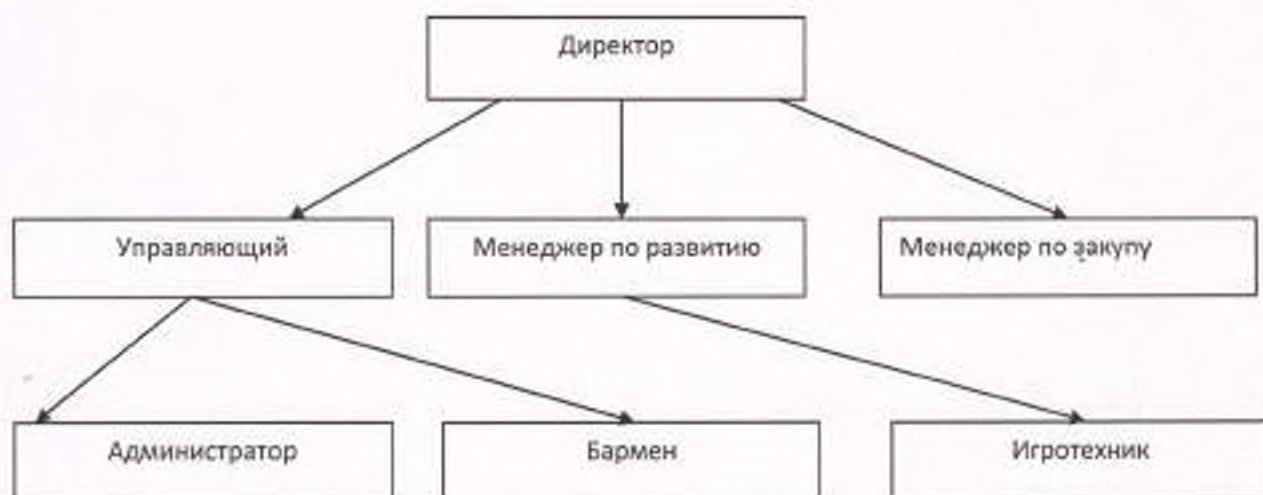 Директор
Управляющий
Менеджер по развитию
Менеджер по закупу
Администратор
Бармен
Игротехник